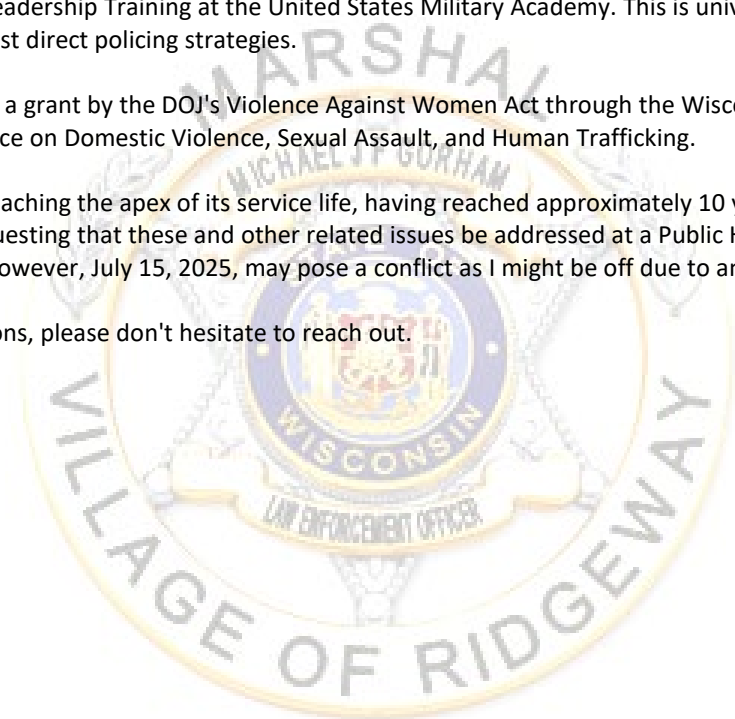 eadership Training at the United States Military Academy. This is univ
st direct policing strategies.
a grant by the DOJ's Violence Against Women Act through the Wisco
ce on Domestic Violence, Sexual Assault, and Human Trafficking.
aching the apex of its service life, having reached approximately 10 y
uesting that these and other related issues be addressed at a Public H
owever, July 15, 2025, may pose a conflict as I might be off due to an
ons, please don't hesitate to reach out.
MARSHAL
MICHAEL J P GORHAM
STATE OF
WISCONSIN
LAW ENFORCEMENT OFFICER
VILLAGE OF RIDGEWAY